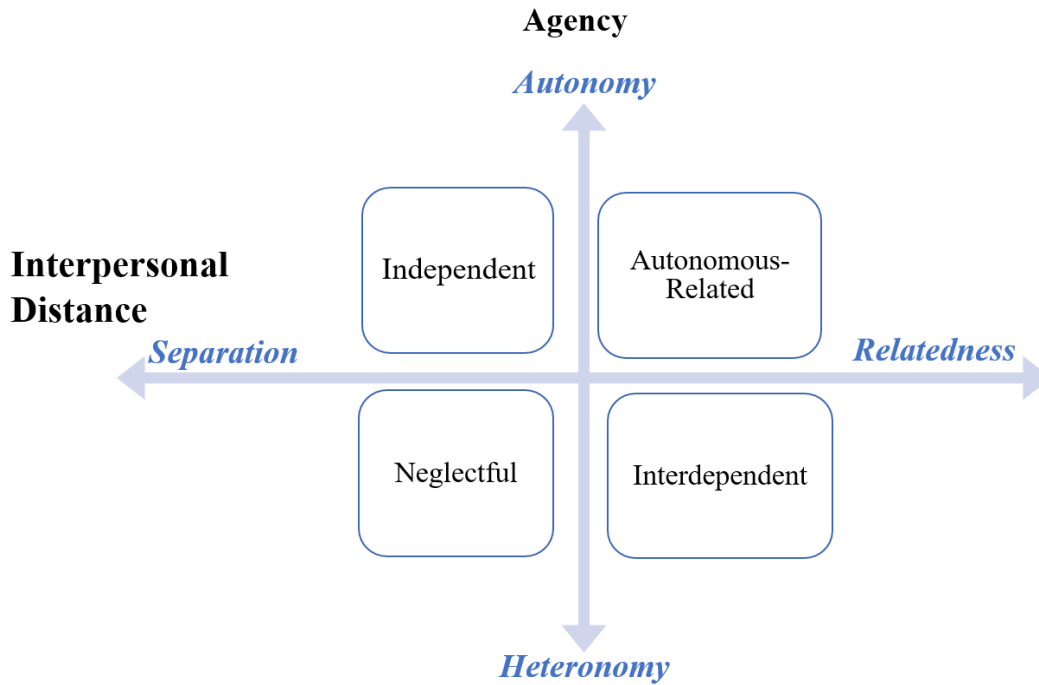 Agency
Autonomy
Independent
Autonomous-
Related
Interpersonal
Distance
Separation
Relatedness
Neglectful
Interdependent
Heteronomy